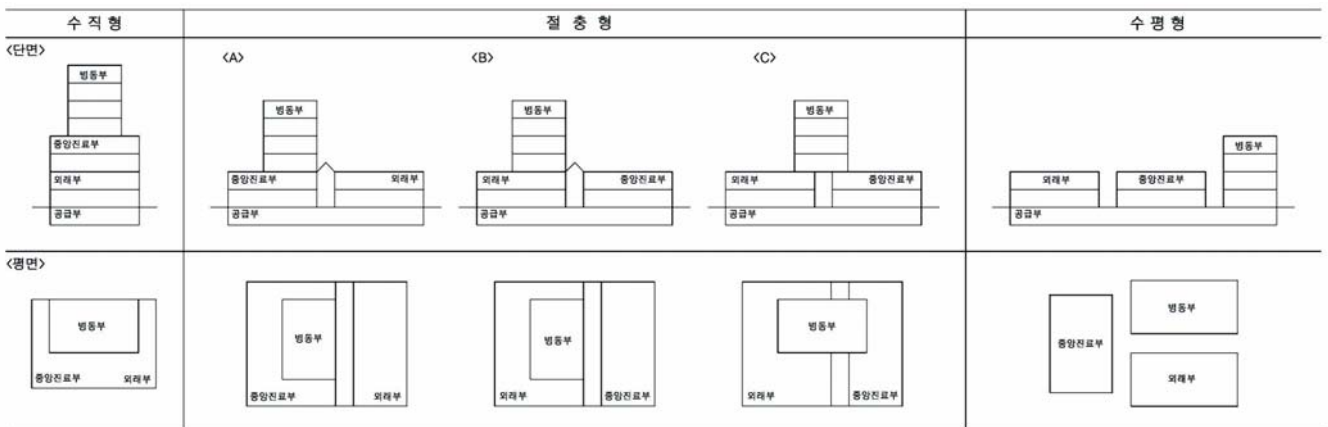 수 직 형
절 충 형
수 평 형
<단면>
병동부
중앙진료부
외래부
공급부
<A>
병동부
중앙진료부
외래부
공급부
<B>
병동부
외래부
중앙진료부
공급부
<C>
병동부
외래부
중앙진료부
공급부
병동부
외래부
중앙진료부
공급부
<평면>
병동부
중앙진료부
외래부
병동부
중앙진료부
외래부
병동부
외래부
중앙진료부
병동부
외래부
중앙진료부
병동부
중앙진료부
외래부